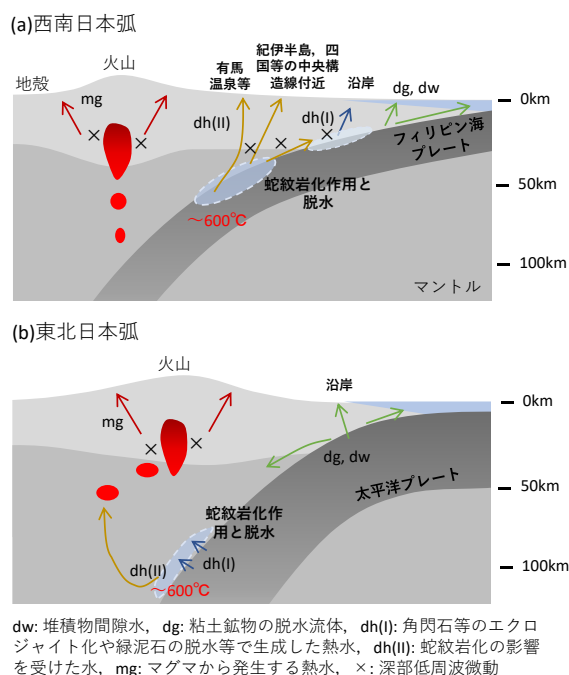 (a)西南日本弧
火山
地殻
mg
有馬
温泉等
紀伊半島，四
国等の中央構
造線付近
沿岸
dg, dw
dh(II)
dh(I)
0km
フィリピン海
プレート
蛇紋岩化作用と
脱水
～600℃
50km
100km
マントル
(b)東北日本弧
火山
沿岸
mg
0km
dg, dw
太平洋プレート
50km
蛇紋岩化作
用と脱水
dh(II)
dh(I)
～600℃
100km
dw: 堆積物間隙水，dg: 粘土鉱物の脱水流体，dh(I): 角閃石等のエクロ
ジャイト化や緑泥石の脱水等で生成した熱水，dh(II): 蛇紋岩化の影響
を受けた水，mg: マグマから発生する熱水，×: 深部低周波微動